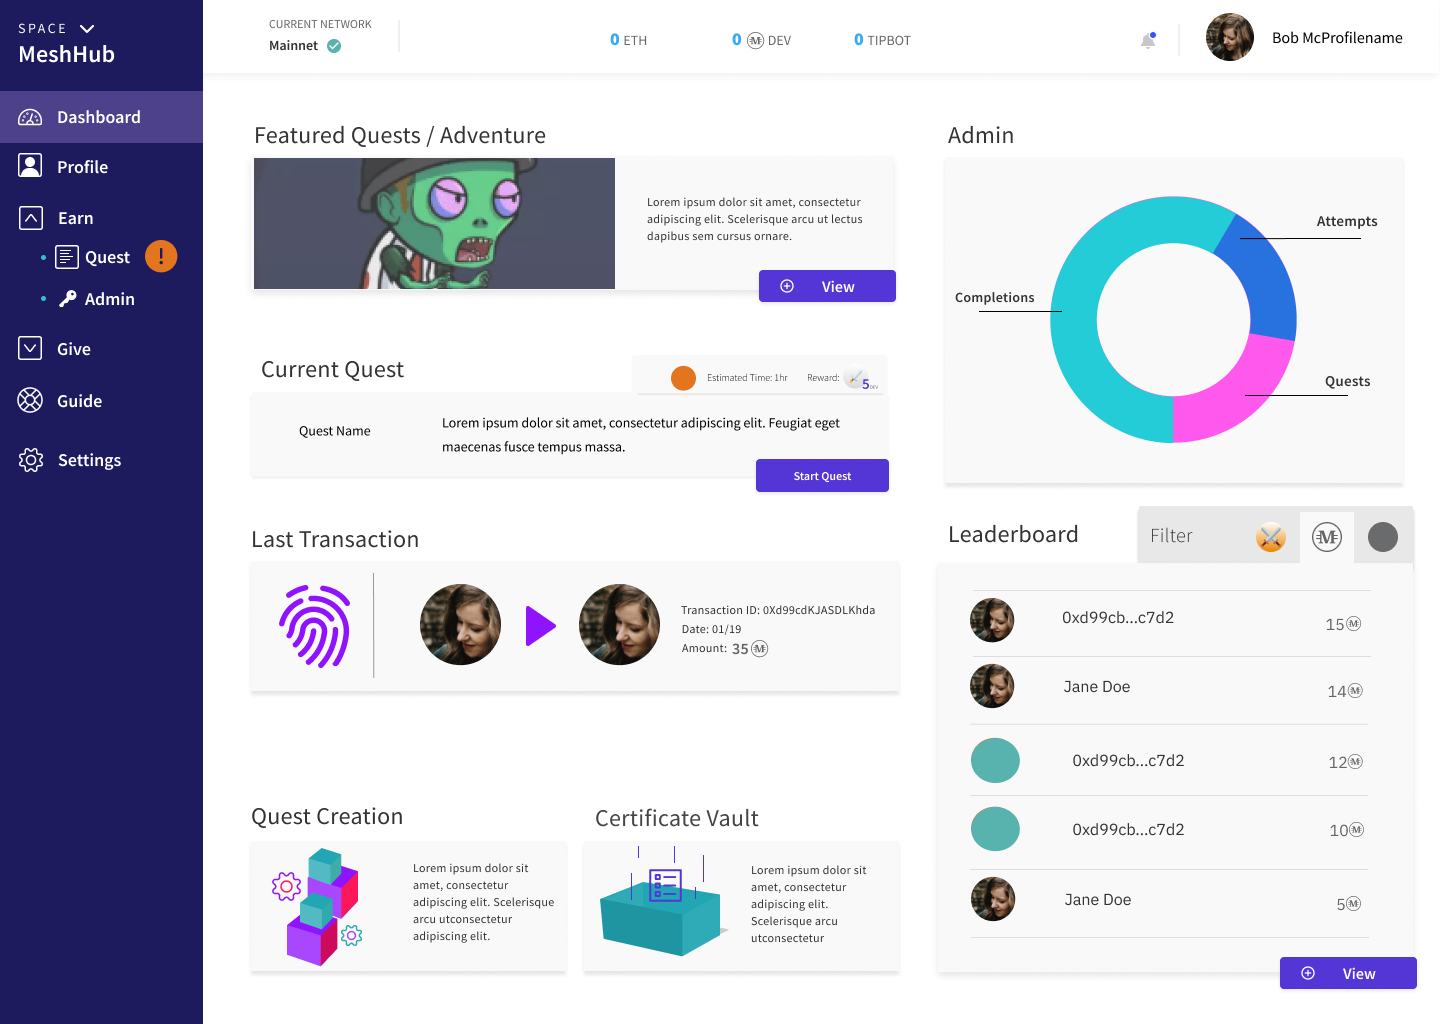 SPACE
MeshHub
Dashboard
Profile
Earn
Quest
!
Admin
Give
Guide
Settings
CURRENT NETWORK
Mainnet
0 ETH
0 M DEV
0 TIPBOT
Bob McProfilename
Featured Quests / Adventure
Lorem ipsum dolor sit amet, consectetur
adipiscing elit. Scelerisque arcu ut lectus
dapibus sem cursus ornare.
View
Current Quest
Estimated Time: 1hr
Reward:
5 DEV
Quest Name
Lorem ipsum dolor sit amet, consectetur adipiscing elit. Feugiat eget
maecenas fusce tempus massa.
Start Quest
Last Transaction
Transaction ID: 0Xd99cdKJASDLKhda
Date: 01/19
Amount: 35 M
Quest Creation
Lorem ipsum dolor sit
amet, consectetur
adipiscing elit. Scelerisque
arcu utconsectetur
adipiscing elit.
Certificate Vault
Lorem ipsum dolor sit
amet, consectetur
adipiscing elit.
Scelerisque arcu
utconsectetur
Admin
Attempts
Completions
Quests
Leaderboard
Filter
M
0xd99cb...c7d2
15 M
Jane Doe
14 M
0xd99cb...c7d2
12 M
0xd99cb...c7d2
10 M
Jane Doe
5 M
View